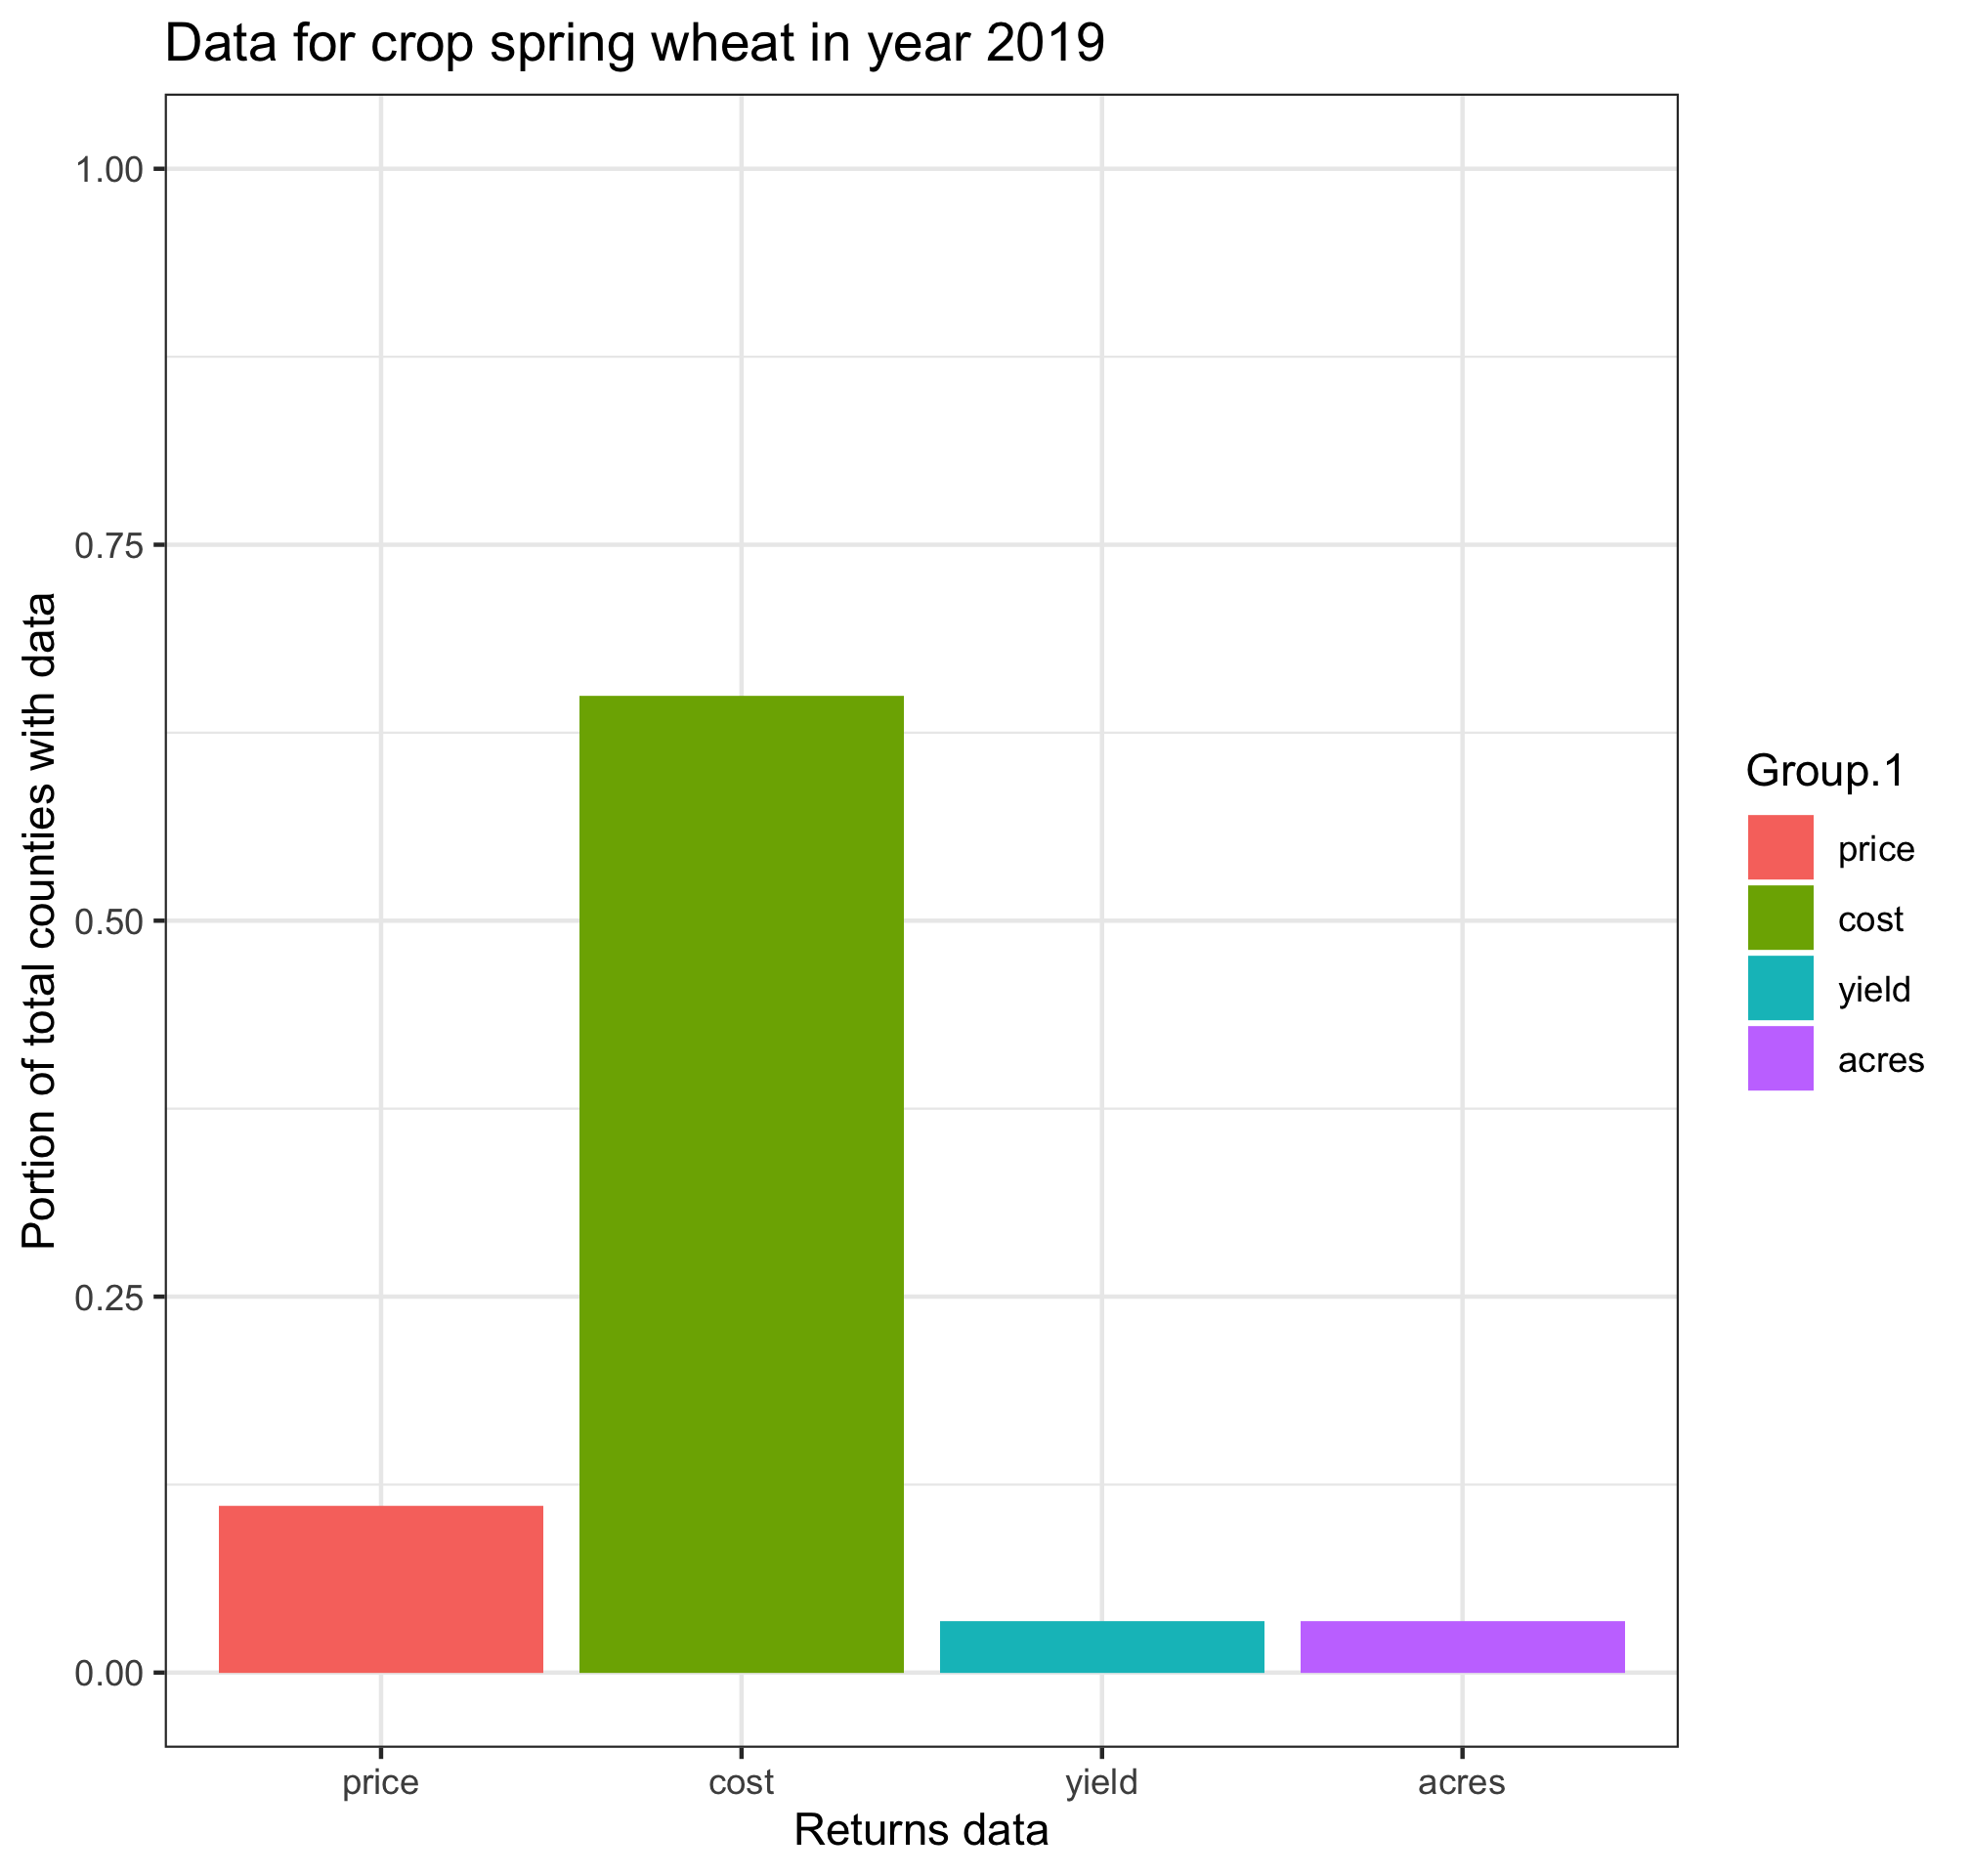 Data for crop spring wheat in year 2019
Portion of total counties with data
1.00
0.75
0.50
0.25
0.00
price
cost
yield
acres
Returns data
Group.1
price
cost
yield
acres